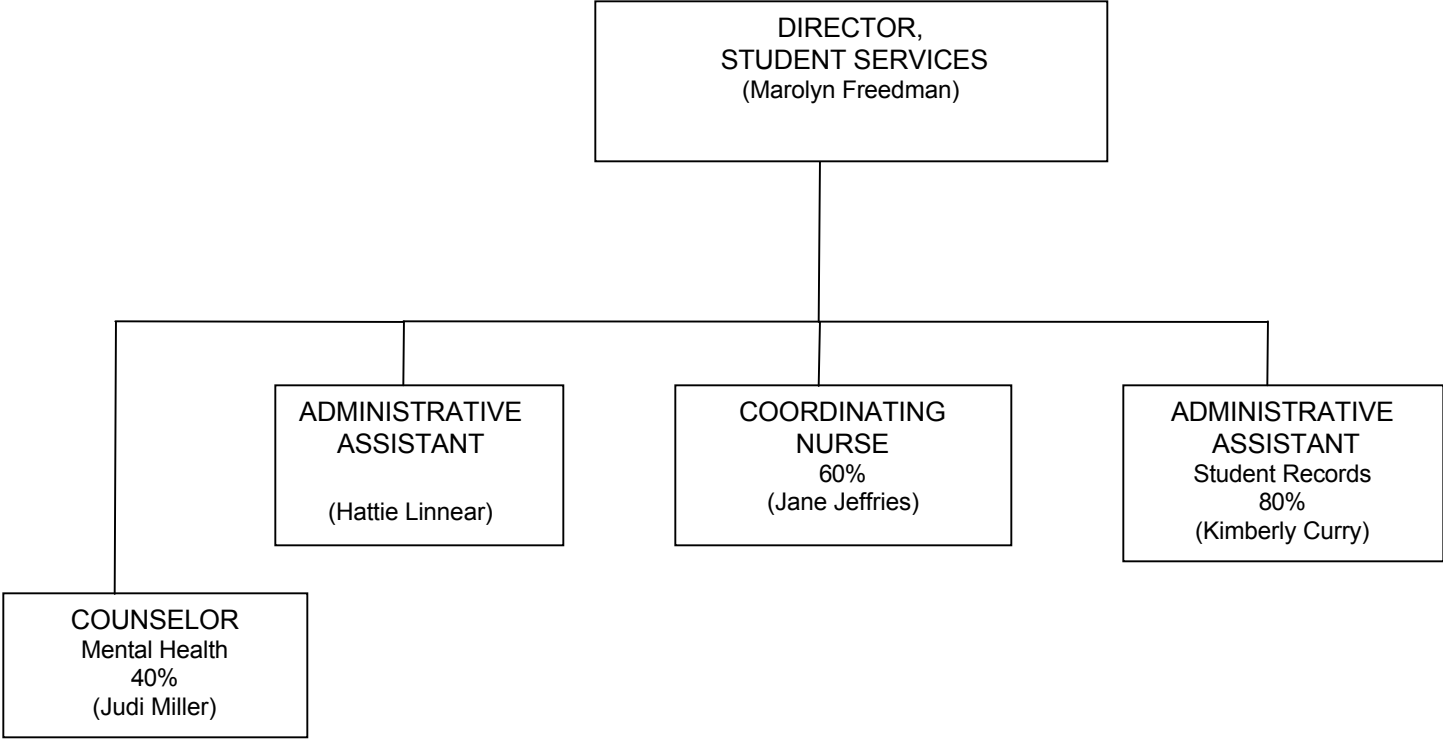 DIRECTOR,
STUDENT SERVICES
(Marolyn Freedman)
ADMINISTRATIVE
ASSISTANT
(Hattie Linnear)
COORDINATING
NURSE
60%
(Jane Jeffries)
ADMINISTRATIVE
ASSISTANT
Student Records
80%
(Kimberly Curry)
COUNSELOR
Mental Health
40%
(Judi Miller)